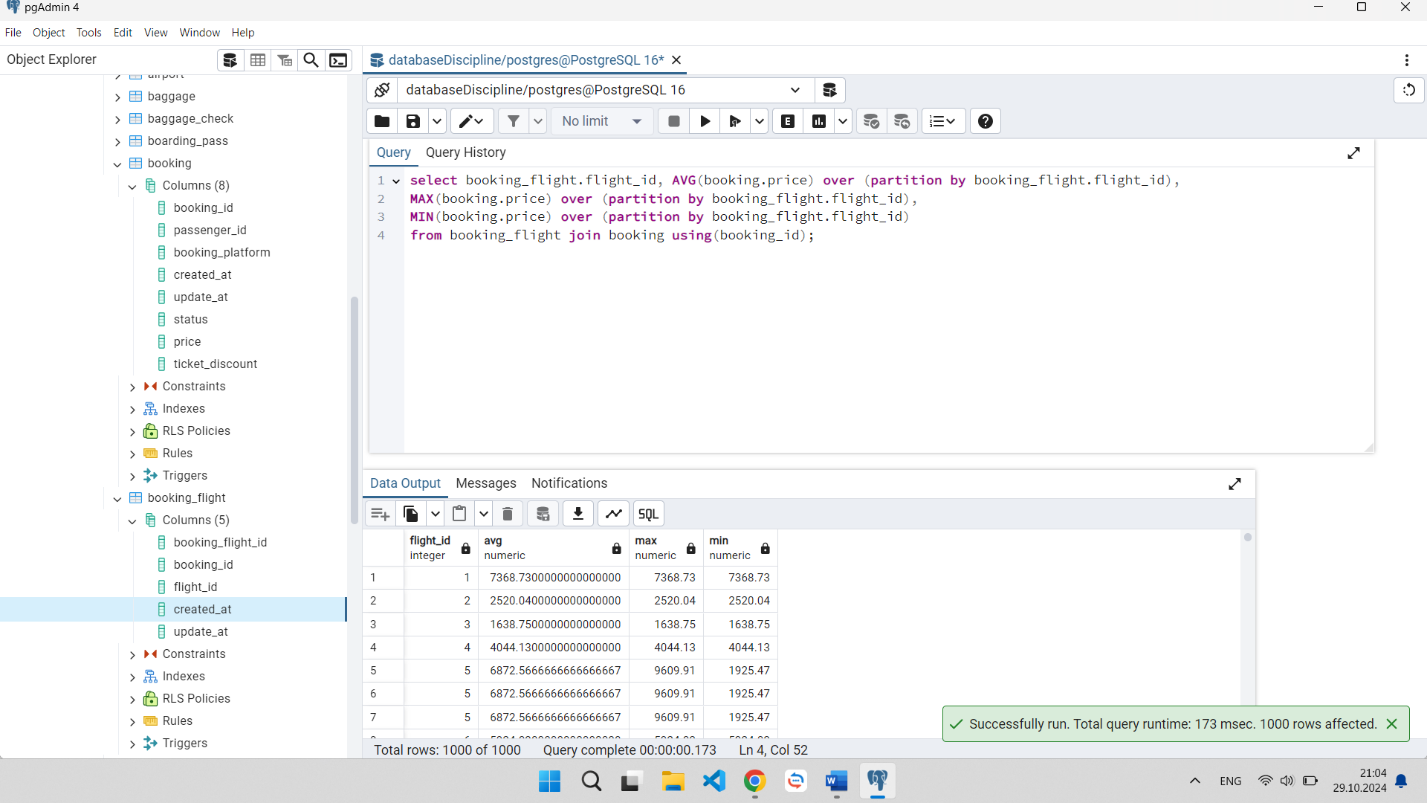 pgAdmin 4
File Object Tools Edit View Window Help
Object Explorer
databaseDiscipline/postgres@PostgreSQL 16*
databaseDiscipline/postgres@PostgreSQL 16
No limit
E
SQL
airport
baggage
baggage_check
boarding_pass
booking
Columns (8)
booking_id
passenger_id
booking_platform
created_at
update_at
status
price
ticket_discount
Constraints
Indexes
RLS Policies
Rules
Triggers
booking_flight
Columns (5)
booking_flight_id
booking_id
flight_id
created_at
update_at
Constraints
Indexes
RLS Policies
Rules
Triggers
Query Query History
1 select booking_flight.flight_id, AVG(booking.price) over (partition by booking_flight.flight_id),
2 MAX(booking.price) over (partition by booking_flight.flight_id),
3 MIN(booking.price) over (partition by booking_flight.flight_id)
4 from booking_flight join booking using(booking_id);
Data Output Messages Notifications
flight_id avg max min
integer numeric numeric numeric
1 1 7368.7300000000000000 7368.73 7368.73
2 2 2520.0400000000000000 2520.04 2520.04
3 3 1638.7500000000000000 1638.75 1638.75
4 4 4044.1300000000000000 4044.13 4044.13
5 5 6872.5666666666666667 9609.91 1925.47
6 5 6872.5666666666666667 9609.91 1925.47
7 5 6872.5666666666666667 9609.91 1925.47
Successfully run. Total query runtime: 173 msec. 1000 rows affected.
Total rows: 1000 of 1000 Query complete 00:00:00.173 Ln 4, Col 52
ENG
21:04
29.10.2024